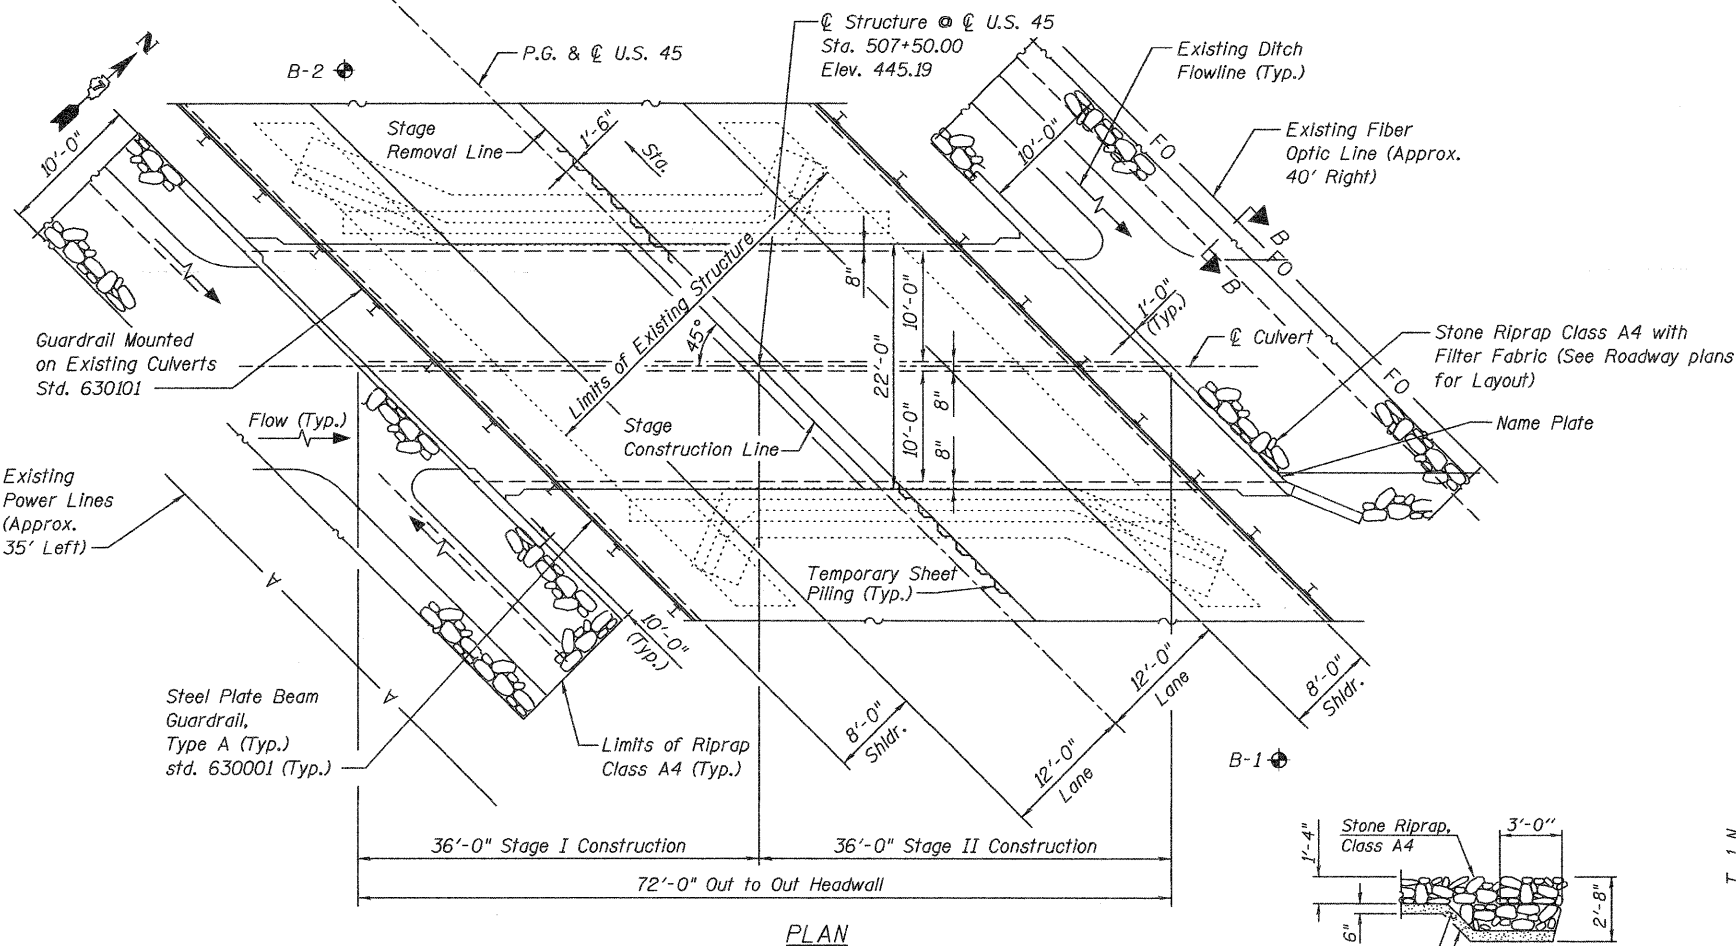 N
B-2
P.G. & ℄ U.S. 45
℄ Structure @ ℄ U.S. 45
Sta. 507+50.00
Elev. 445.19
Existing Ditch
Flowline (Typ.)
10'-0"
Stage
Removal Line
1'-6"
Sta.
10'-0"
FO
Existing Fiber
Optic Line (Approx.
40' Right)
B
FO
B
Limits of Existing Structure
8"
10'-0"
1'-0"
(Typ.)
Guardrail Mounted
on Existing Culverts
Std. 630101
45°
22'-0"
℄ Culvert
Stone Riprap Class A4 with
Filter Fabric (See Roadway plans
for Layout)
FO
Flow (Typ.)
Stage
Construction Line
10'-0"
8"
8"
Name Plate
Existing
Power Lines
(Approx.
35' Left)
A
A
Temporary Sheet
Piling (Typ.)
10'-0"
(Typ.)
12'-0"
Lane
8'-0"
Shldr.
Steel Plate Beam
Guardrail,
Type A (Typ.)
std. 630001 (Typ.)
Limits of Riprap
Class A4 (Typ.)
8'-0"
Shldr.
12'-0"
Lane
B-1
36'-0" Stage I Construction
36'-0" Stage II Construction
72'-0" Out to Out Headwall
PLAN
Stone Riprap,
Class A4
3'-0"
1'-4"
6"
2'-8"
T. 1 N.